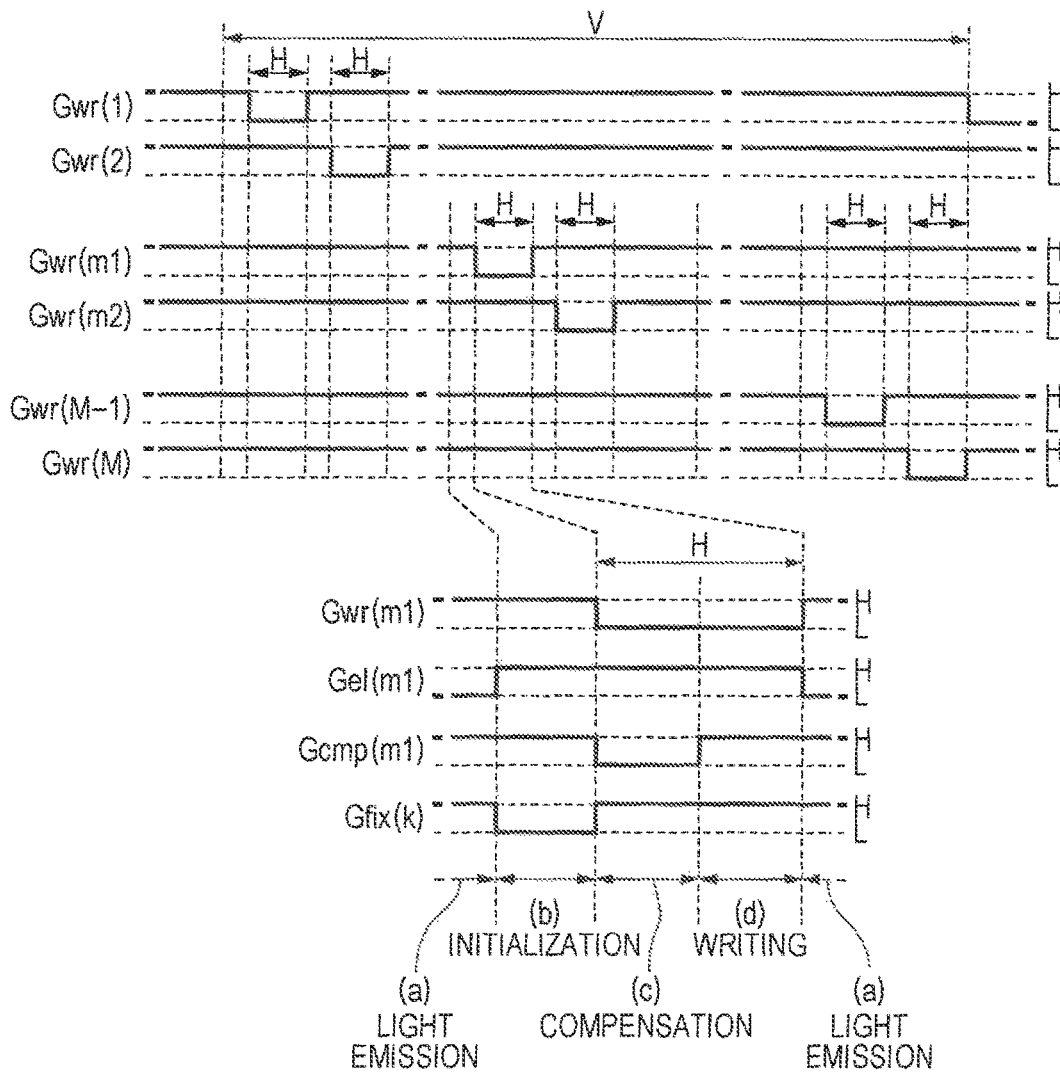 V
H H
Gwr(1) H L
Gwr(2) H L
H H H H
Gwr(m1) H L
Gwr(m2) H L
Gwr(M-1) H L
Gwr(M) H L
H
Gwr(m1) H L
Gel(m1) H L
Gcmp(m1) H L
Gfix(k) H L
(b) (d)
INITIALIZATION WRITING
(a) (c) (a)
LIGHT COMPENSATION LIGHT
EMISSION EMISSION